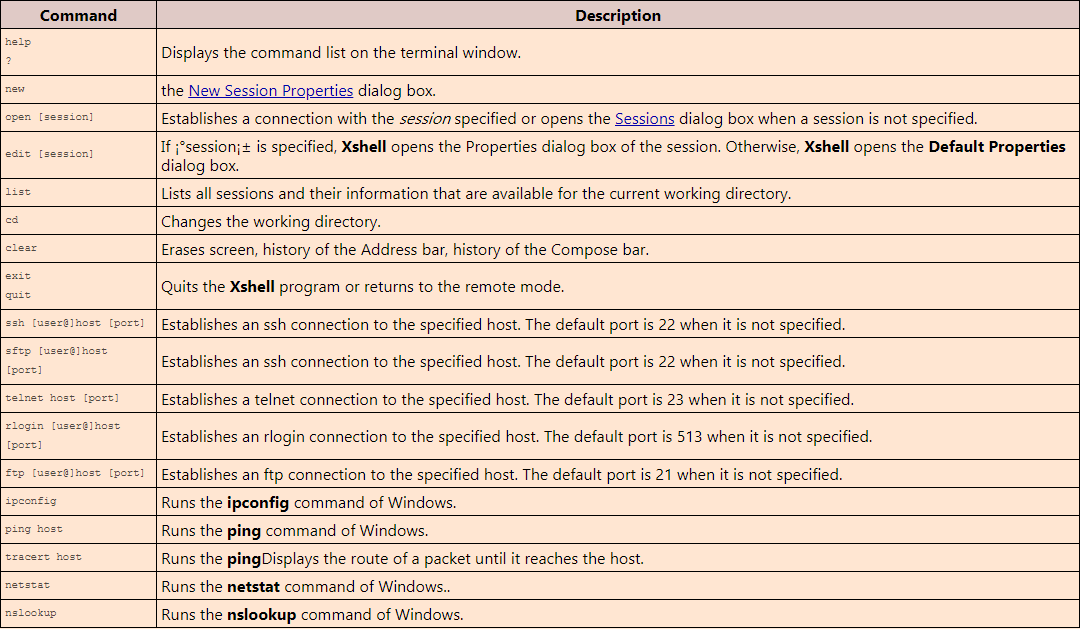 Command Description
help
?
Displays the command list on the terminal window.
new
the New Session Properties dialog box.
open [session]
Establishes a connection with the session specified or opens the Sessions dialog box when a session is not specified.
edit [session]
If ¡°session¡± is specified, Xshell opens the Properties dialog box of the session. Otherwise, Xshell opens the Default Properties
dialog box.
list
Lists all sessions and their information that are available for the current working directory.
cd
Changes the working directory.
clear
Erases screen, history of the Address bar, history of the Compose bar.
exit
quit
Quits the Xshell program or returns to the remote mode.
ssh [user@]host [port]
Establishes an ssh connection to the specified host. The default port is 22 when it is not specified.
sftp [user@]host
[port]
Establishes an ssh connection to the specified host. The default port is 22 when it is not specified.
telnet host [port]
Establishes a telnet connection to the specified host. The default port is 23 when it is not specified.
rlogin [user@]host
[port]
Establishes an rlogin connection to the specified host. The default port is 513 when it is not specified.
ftp [user@]host [port]
Establishes an ftp connection to the specified host. The default port is 21 when it is not specified.
ipconfig
Runs the ipconfig command of Windows.
ping host
Runs the ping command of Windows.
tracert host
Runs the pingDisplays the route of a packet until it reaches the host.
netstat
Runs the netstat command of Windows..
nslookup
Runs the nslookup command of Windows.